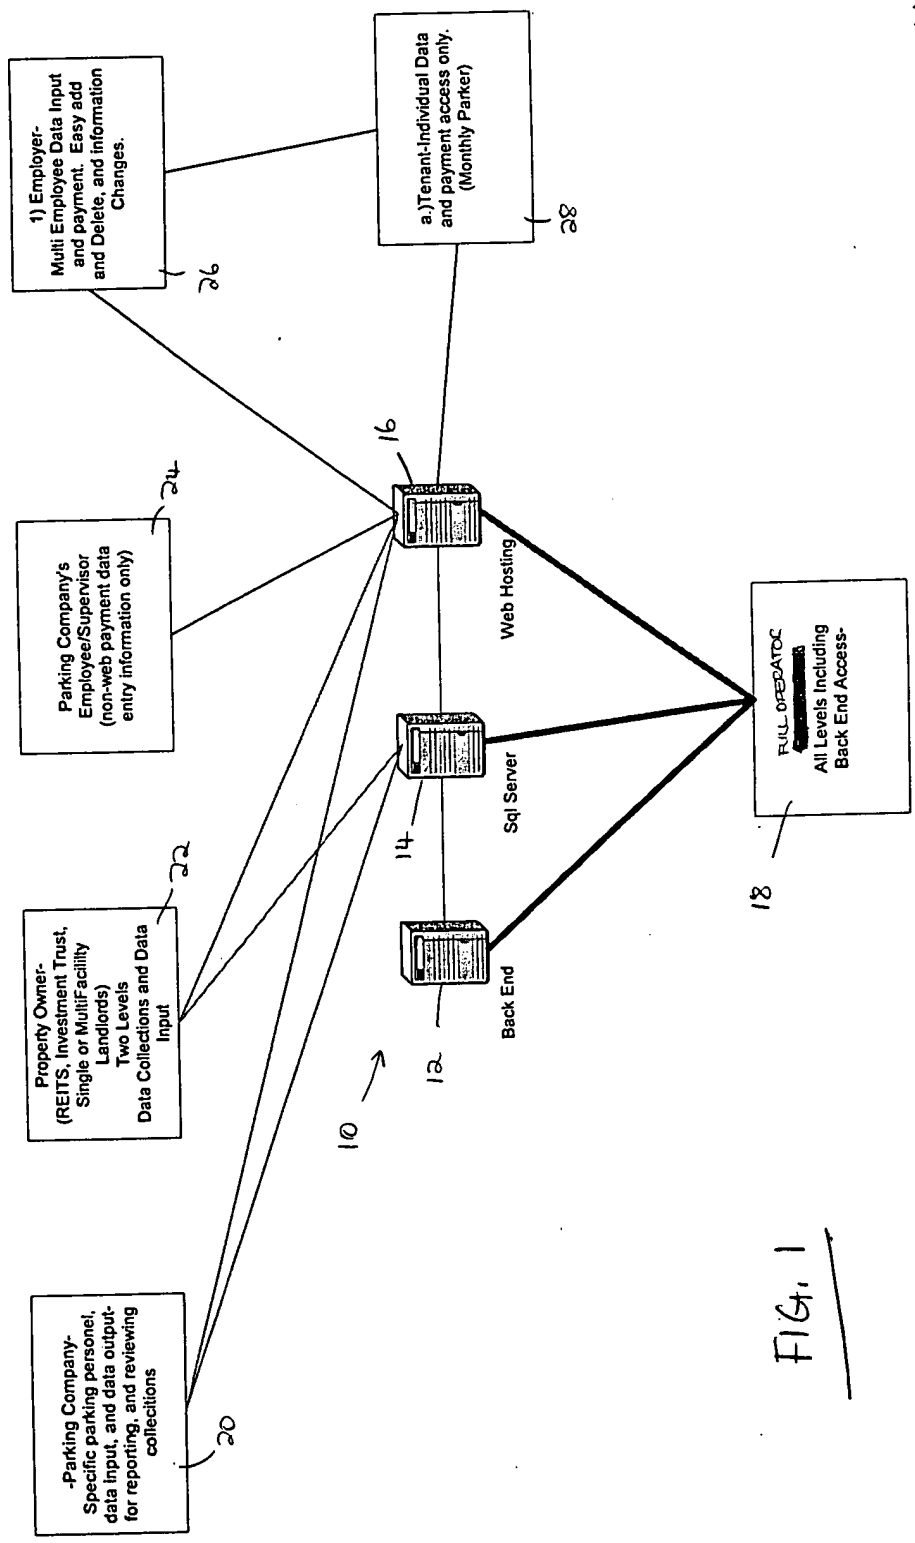 -Parking Company-
Specific parking personel,
data input, and data output-
for reporting, and reviewing
collecitions
20
Property Owner-
(REITS, Investment Trust,
Single or MultiFacililty
Landlords)
Two Levels
Data Collections and Data
Input
22
Parking Company's
Employee/Supervisor
(non-web payment data
entry information only)
24
1) Employer-
Multi Employee Data Input
and payment. Easy add
and Delete, and information
Changes.
26
a.)Tenant-Individual Data
and payment access only.
(Monthly Parker)
28
10
12
14
16
Back End
Sql Server
Web Hosting
18
FULL OPERATOR
All Levels Including
Back End Access-
FIG. 1